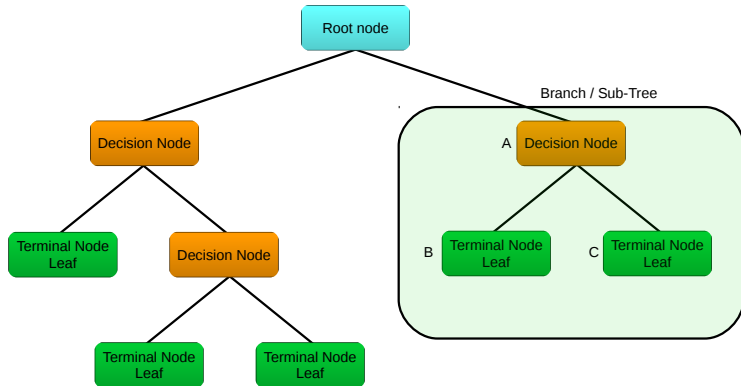 Root node
Branch / Sub-Tree
Decision Node
A
Decision Node
Terminal Node
Leaf
Decision Node
B
Terminal Node
Leaf
C
Terminal Node
Leaf
Terminal Node
Leaf
Terminal Node
Leaf